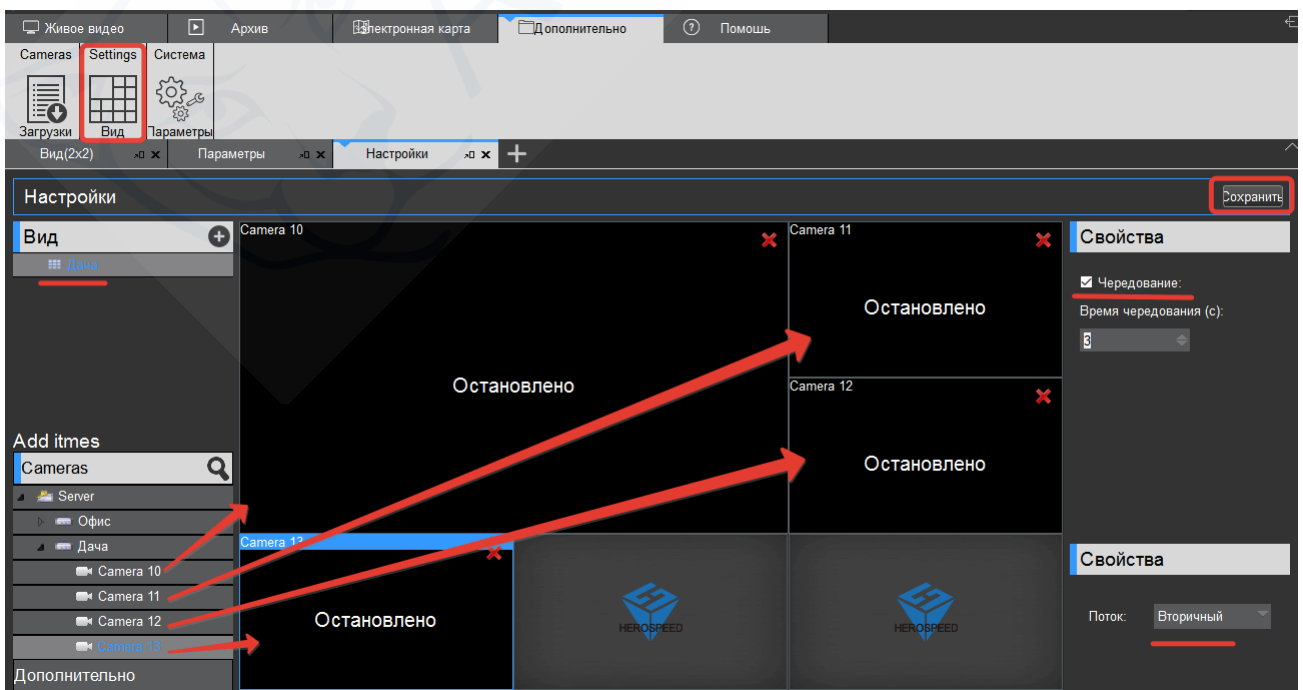 Живое видео Архив Электронная карта Дополнительно ? Помошь
Cameras Settings Система
Загрузки Вид Параметры
Вид(2x2) Параметры Настройки
Настройки Сохранить
Вид
Дача
Camera 10
Остановлено
Camera 11
Остановлено
Camera 12
Остановлено
Свойства
Чередование:
Время чередования (с):
3
Add itmes
Cameras
Server
Офис
Дача
Camera 10
Camera 11
Camera 12
Camera 13
Дополнительно
Camera 13
Остановлено
HEROSPEED
HEROSPEED
Свойства
Поток: Вторичный